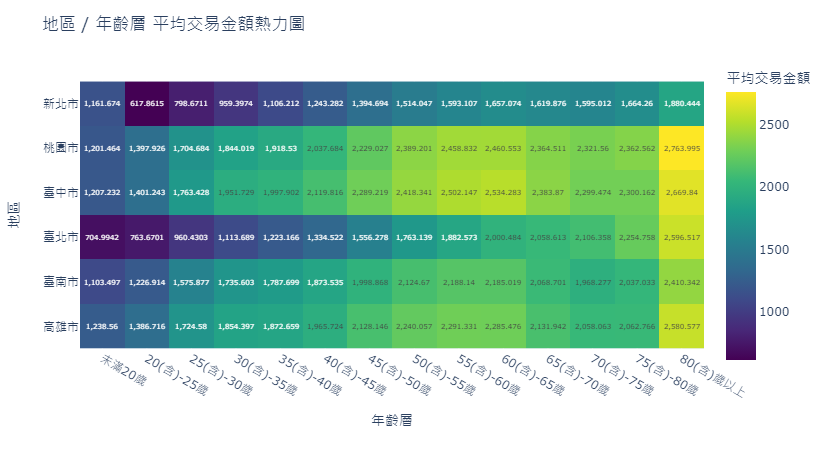 地區 / 年齡層 平均交易金額熱力圖
平均交易金額
新北市 1,161.674 617.8615 798.6711 959.3974 1,106.212 1,243.282 1,394.694 1,514.047 1,593.107 1,657.074 1,619.876 1,595.012 1,664.26 1,880.444
桃園市 1,201.464 1,397.926 1,704.684 1,844.019 1,918.53 2,037.684 2,229.027 2,389.201 2,458.832 2,460.553 2,364.511 2,321.56 2,362.562 2,763.995
臺中市 1,207.232 1,401.243 1,763.428 1,951.729 1,997.902 2,119.816 2,289.219 2,418.341 2,502.147 2,534.283 2,383.87 2,299.474 2,300.162 2,669.84
臺北市 704.9942 763.6701 960.4303 1,113.689 1,223.166 1,334.522 1,556.278 1,763.139 1,882.573 2,000.484 2,058.613 2,106.358 2,254.758 2,596.517
臺南市 1,103.497 1,226.914 1,575.877 1,735.603 1,787.699 1,873.535 1,998.868 2,124.67 2,188.14 2,185.019 2,068.701 1,968.277 2,037.033 2,410.342
高雄市 1,238.56 1,386.716 1,724.58 1,854.397 1,872.659 1,965.724 2,128.146 2,240.057 2,291.331 2,285.476 2,131.942 2,058.063 2,062.766 2,580.577
地區
未滿20歲 20(含)-25歲 25(含)-30歲 30(含)-35歲 35(含)-40歲 40(含)-45歲 45(含)-50歲 50(含)-55歲 55(含)-60歲 60(含)-65歲 65(含)-70歲 70(含)-75歲 75(含)-80歲 80(含)歲以上
年齡層
2500
2000
1500
1000